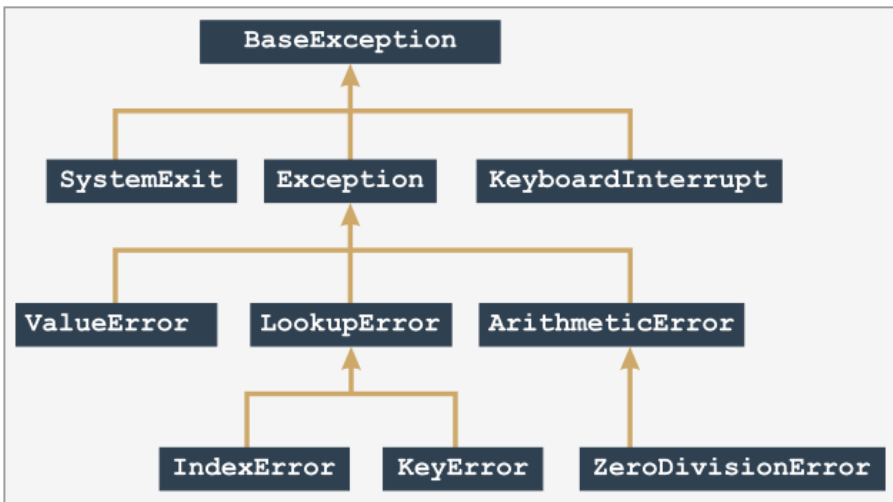 BaseException
SystemExit Exception KeyboardInterrupt
ValueError LookupError ArithmeticError
IndexError KeyError ZeroDivisionError